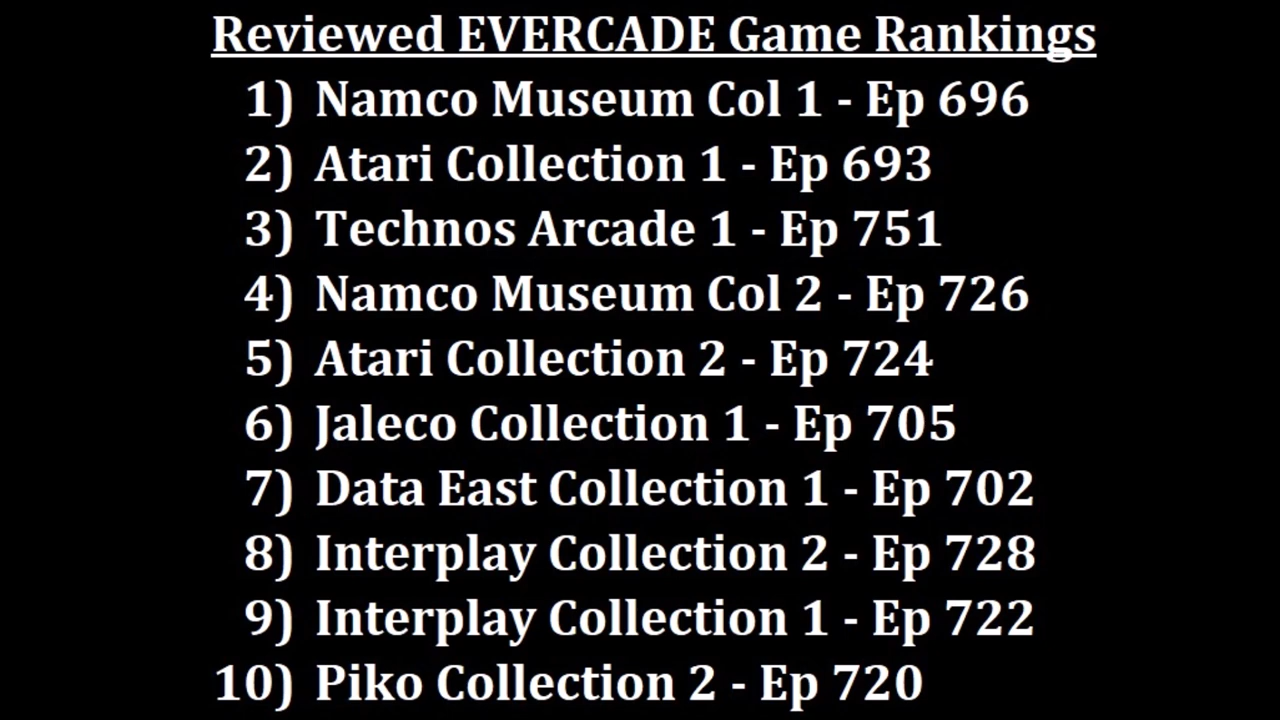 Reviewed EVERCADE Game Rankings
1) Namco Museum Col 1 - Ep 696
2) Atari Collection 1 - Ep 693
3) Technos Arcade 1 - Ep 751
4) Namco Museum Col 2 - Ep 726
5) Atari Collection 2 - Ep 724
6) Jaleco Collection 1 - Ep 705
7) Data East Collection 1 - Ep 702
8) Interplay Collection 2 - Ep 728
9) Interplay Collection 1 - Ep 722
10) Piko Collection 2 - Ep 720